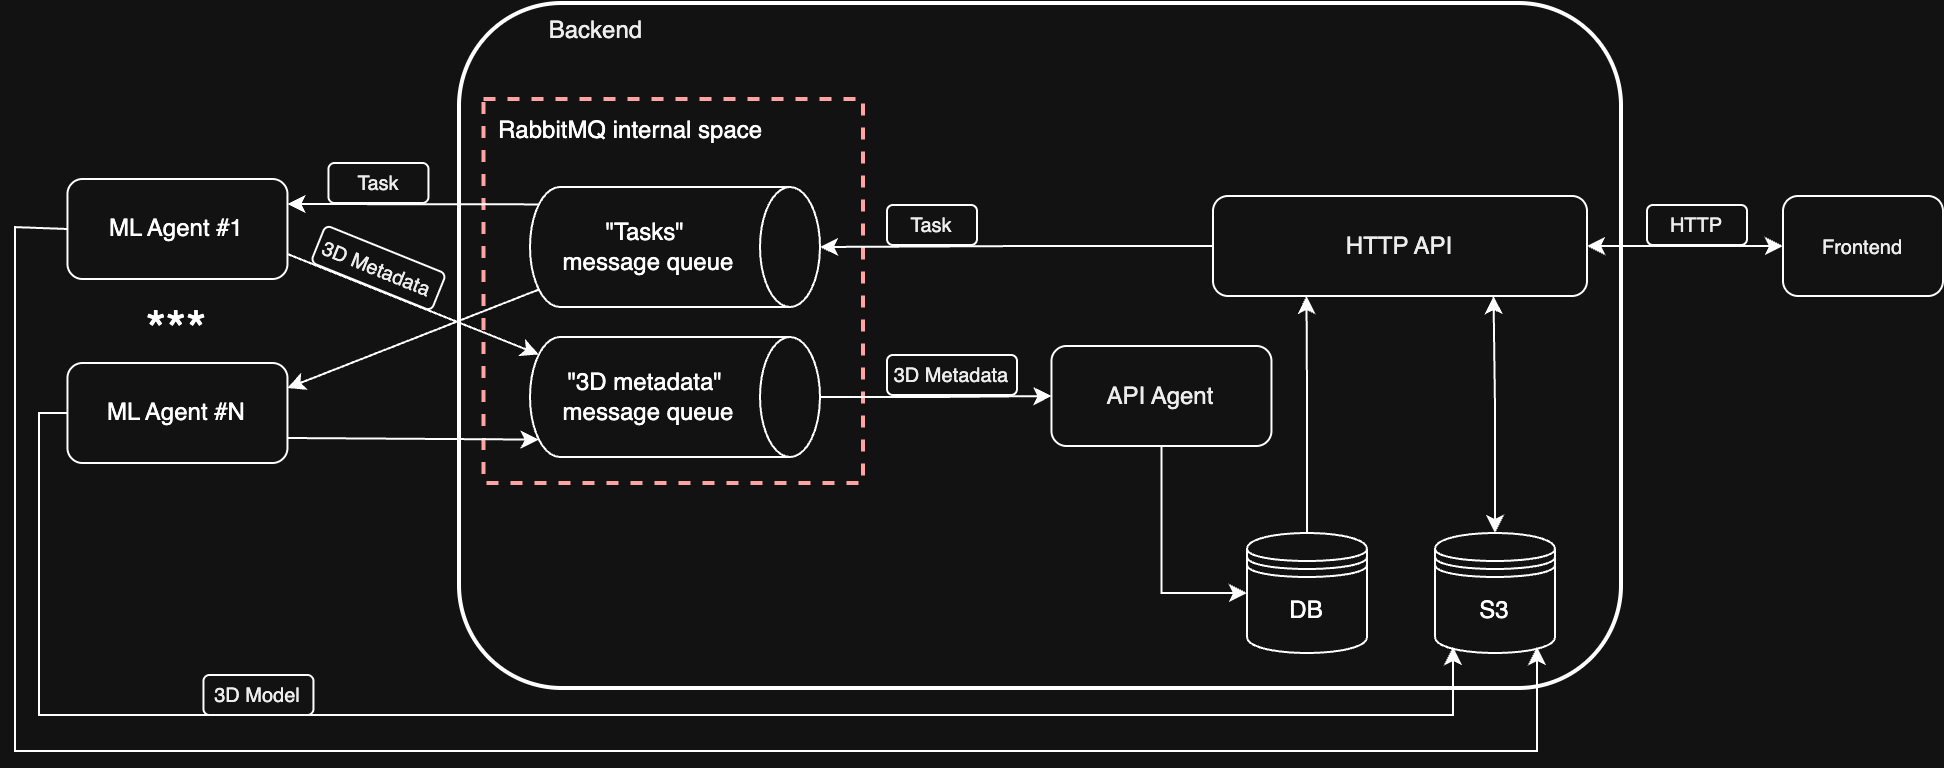 Backend
RabbitMQ internal space
Task
ML Agent #1
"Tasks"
message queue
Task
HTTP API
HTTP
Frontend
3D Metadata
***
ML Agent #N
"3D metadata"
message queue
3D Metadata
API Agent
DB
S3
3D Model